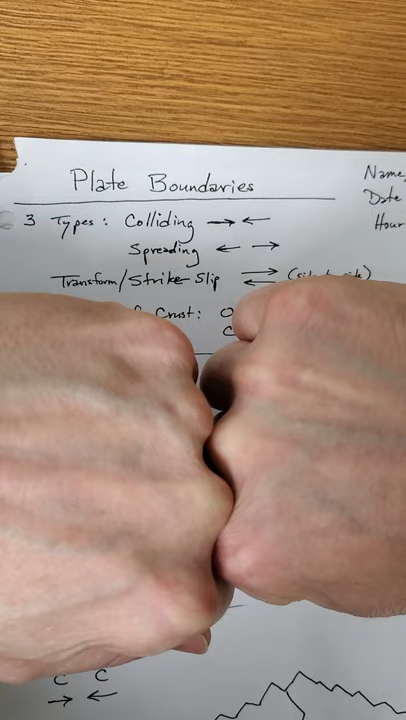 Plate Boundaries
Name,
Date
Hour
3 Types: Colliding → ←
Spreading ← →
Transform/Strike-Slip → ←
Crust: O
C
C C
→ ←